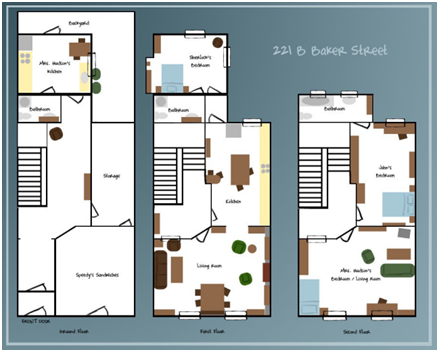 221 B Baker Street
Backyard
Mrs. Hudson's
Kitchen
Bathroom
Storage
Speedy's Sandwiches
FRONT DOOR
Ground Floor
Sherlock's
Bedroom
Bathroom
Kitchen
Living Room
First Floor
Bathroom
John's
Bedroom
Mrs. Hudson's
Bedroom / Living Room
Second Floor